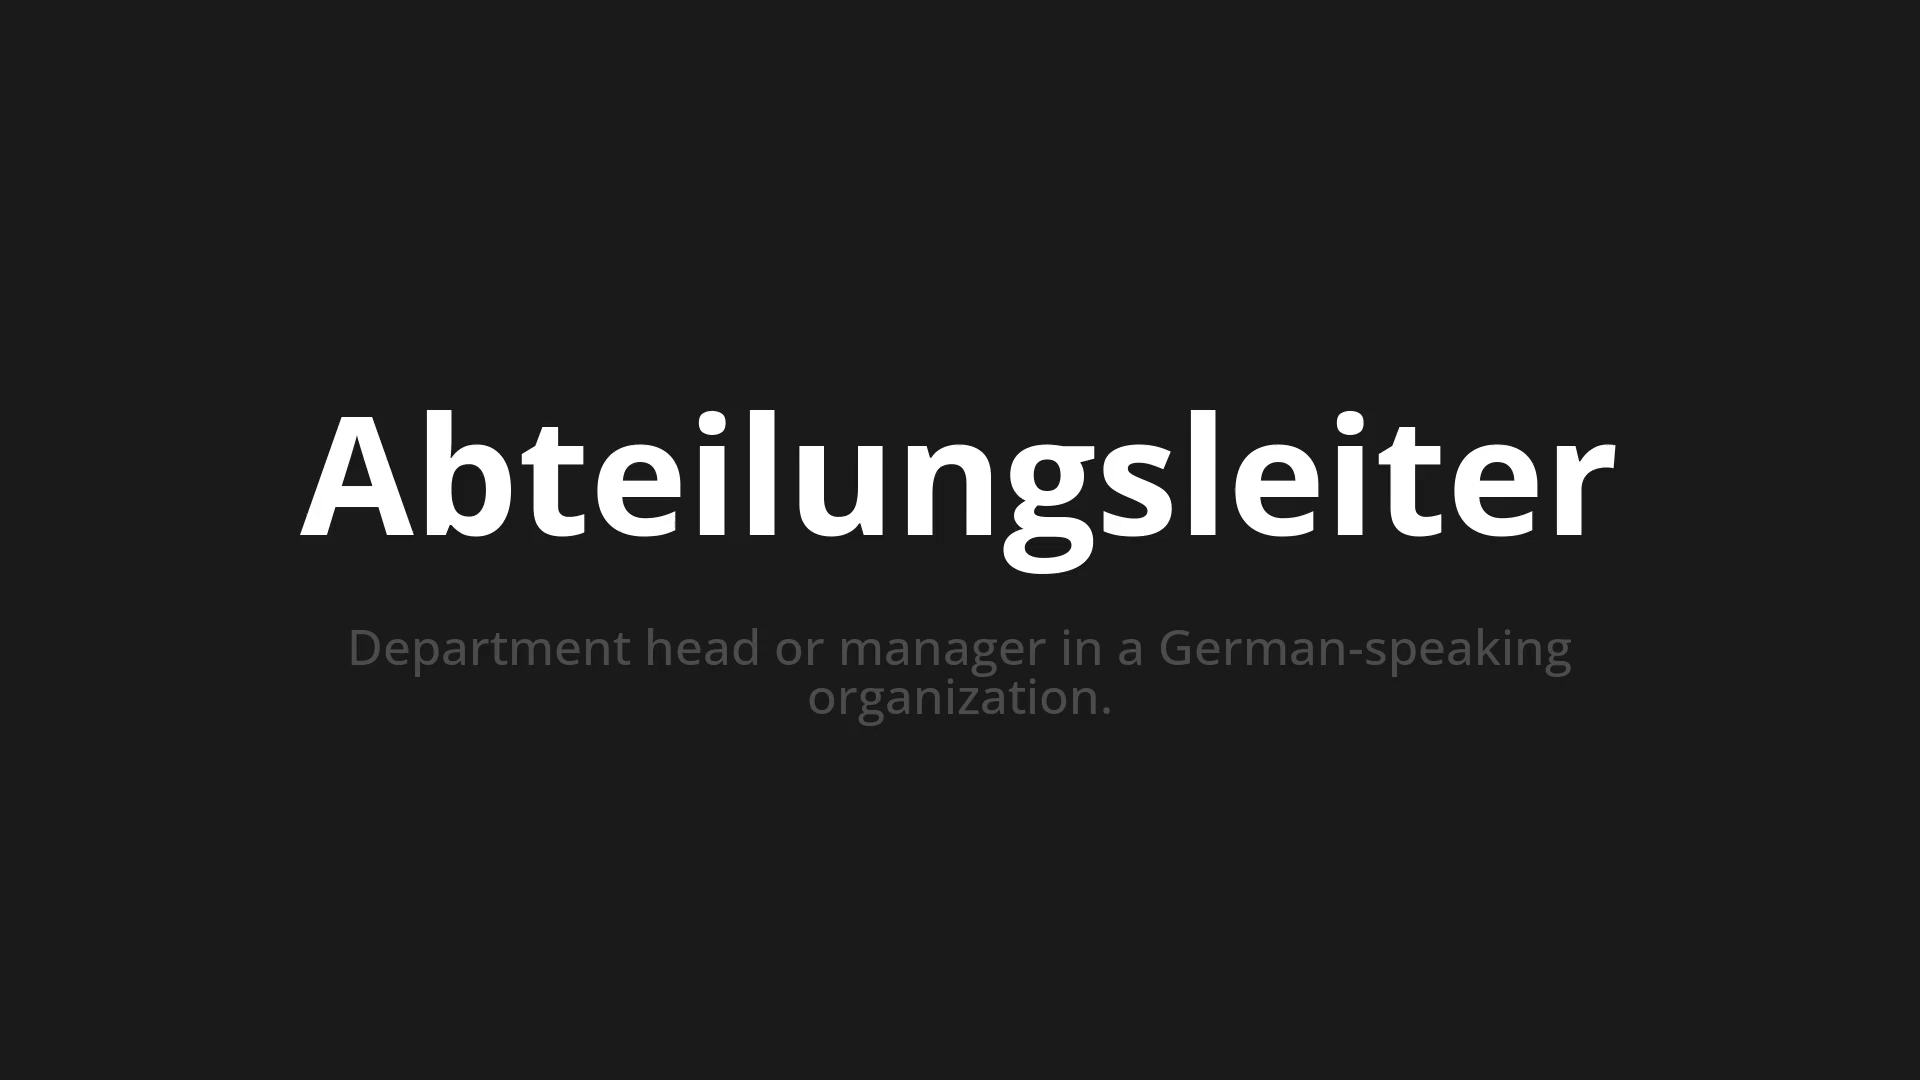 Abteilungsleiter
Department head or manager in a German-speaking
organization.